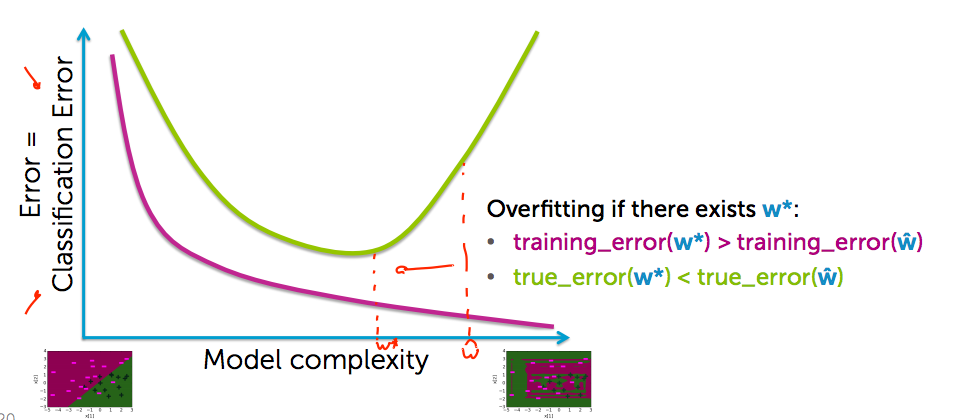 Error =
Classification Error
Overfitting if there exists w*:
• training_error(w*) > training_error(ŵ)
• true_error(w*) < true_error(ŵ)
w*
ŵ
Model complexity